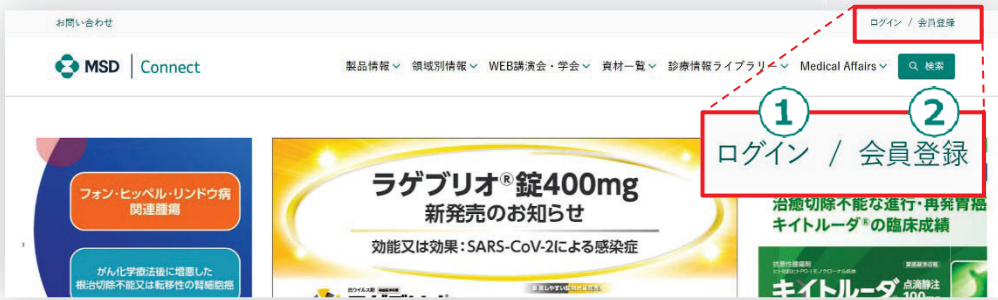 お問い合わせ
ログイン / 会員登録
MSD Connect
製品情報 領域別情報 WEB講演会・学会 資材一覧 診療情報ライブラリー Medical Affairs 検索
1 2
ログイン / 会員登録
フォン・ヒッペル・リンドウ病
関連腫瘍
がん化学療法後に増悪した
根治切除不能又は転移性の腎細胞癌
ラゲブリオ®錠400mg
新発売のお知らせ
効能又は効果：SARS-CoV-2による感染症
治癒切除不能な進行・再発胃癌
キイトルーダ®の臨床成績
キイトルーダ 点滴静注